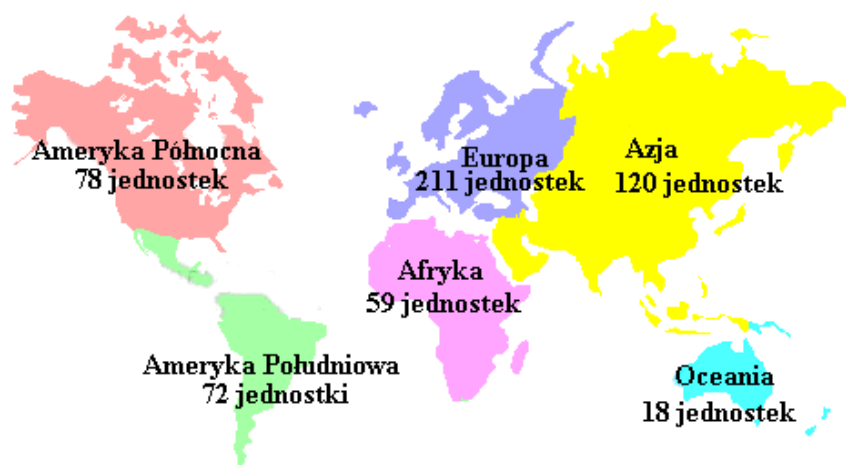 Ameryka Północna
78 jednostek
Europa
211 jednostek
Azja
120 jednostek
Afryka
59 jednostek
Ameryka Południowa
72 jednostki
Oceania
18 jednostek